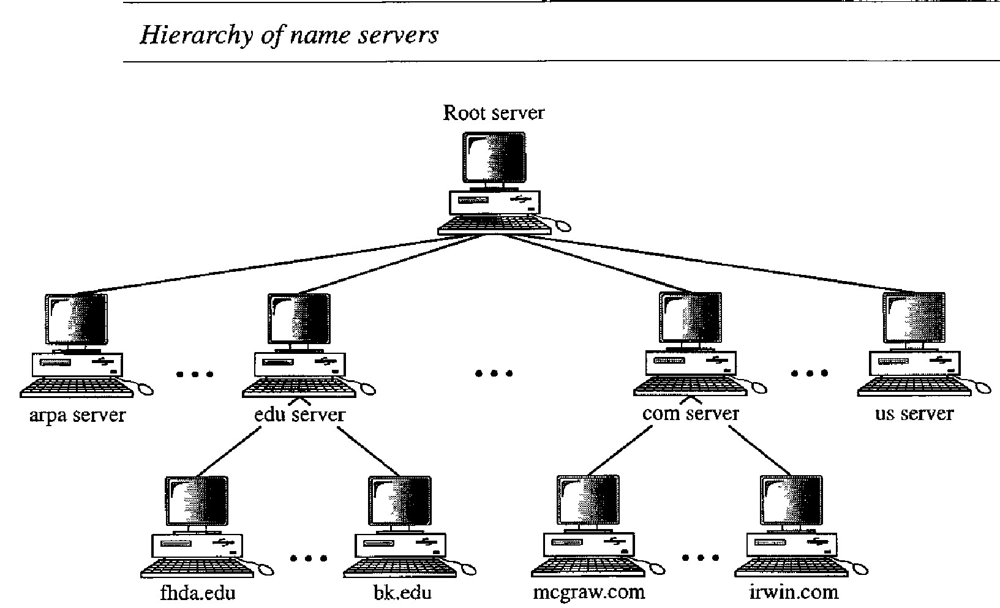 Hierarchy of name servers
Root server
arpa server
edu server
com server
us server
fhda.edu
bk.edu
mcgraw.com
irwin.com